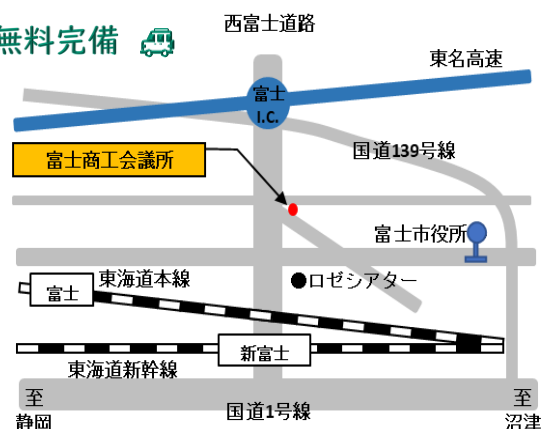 西富士道路
無料完備
東名高速
富士
I.C.
国道139号線
富士商工会議所
富士市役所
東海道本線
ロゼシアター
富士
新富士
東海道新幹線
至
静岡
国道1号線
至
沼津